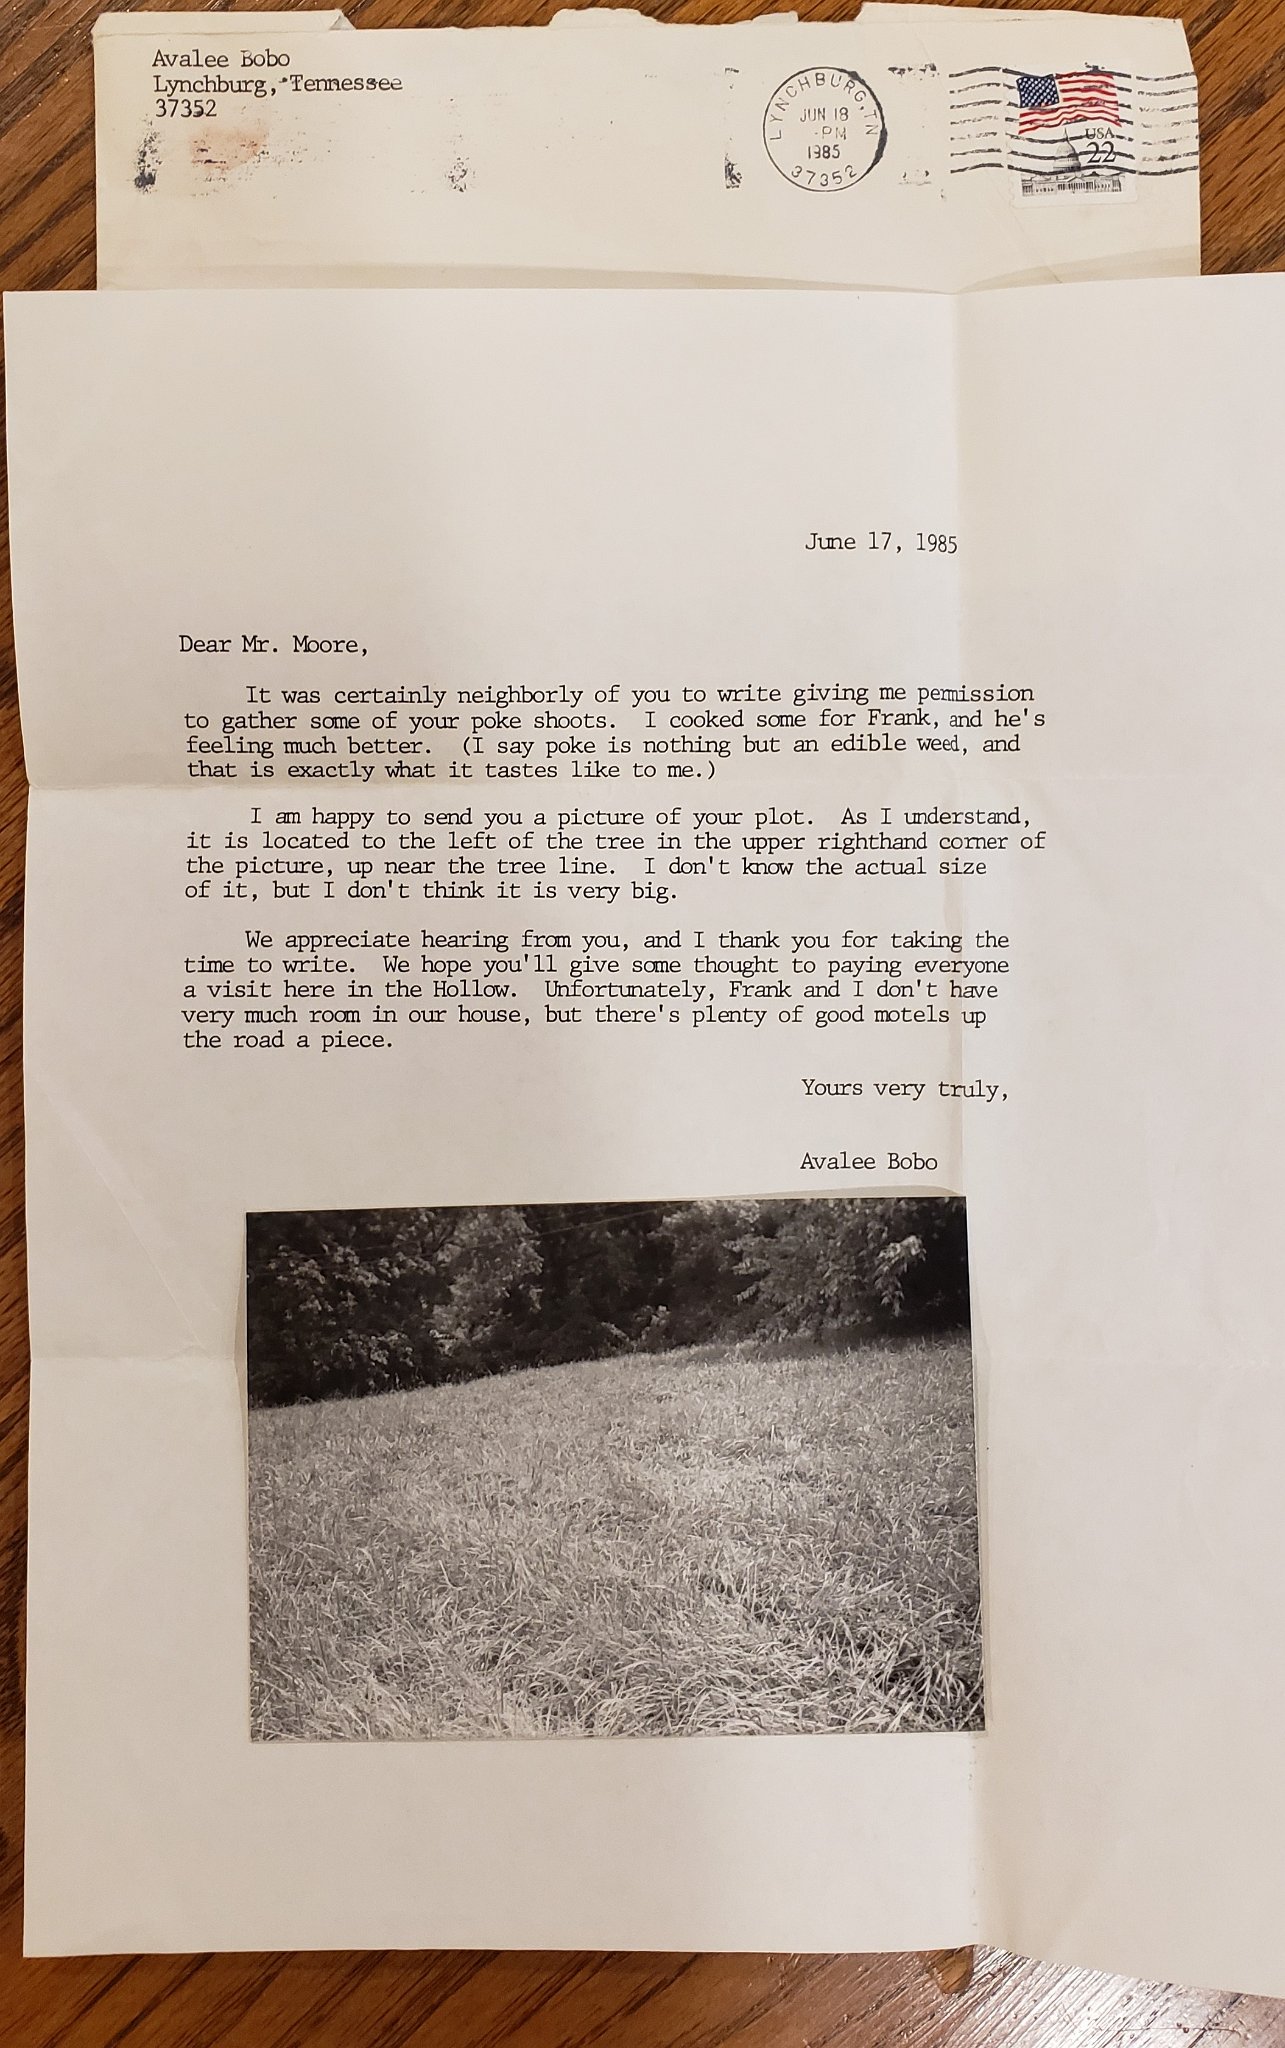 Avalee Bobo
Lynchburg, Tennessee
37352
LYNCHBURG, TN
JUN 18
PM
1985
37352
USA
22
June 17, 1985
Dear Mr. Moore,
It was certainly neighborly of you to write giving me permission
to gather some of your poke shoots. I cooked some for Frank, and he's
feeling much better. (I say poke is nothing but an edible weed, and
that is exactly what it tastes like to me.)
I am happy to send you a picture of your plot. As I understand,
it is located to the left of the tree in the upper righthand corner of
the picture, up near the tree line. I don't know the actual size
of it, but I don't think it is very big.
We appreciate hearing from you, and I thank you for taking the
time to write. We hope you'll give some thought to paying everyone
a visit here in the Hollow. Unfortunately, Frank and I don't have
very much room in our house, but there's plenty of good motels up
the road a piece.
Yours very truly,
Avalee Bobo